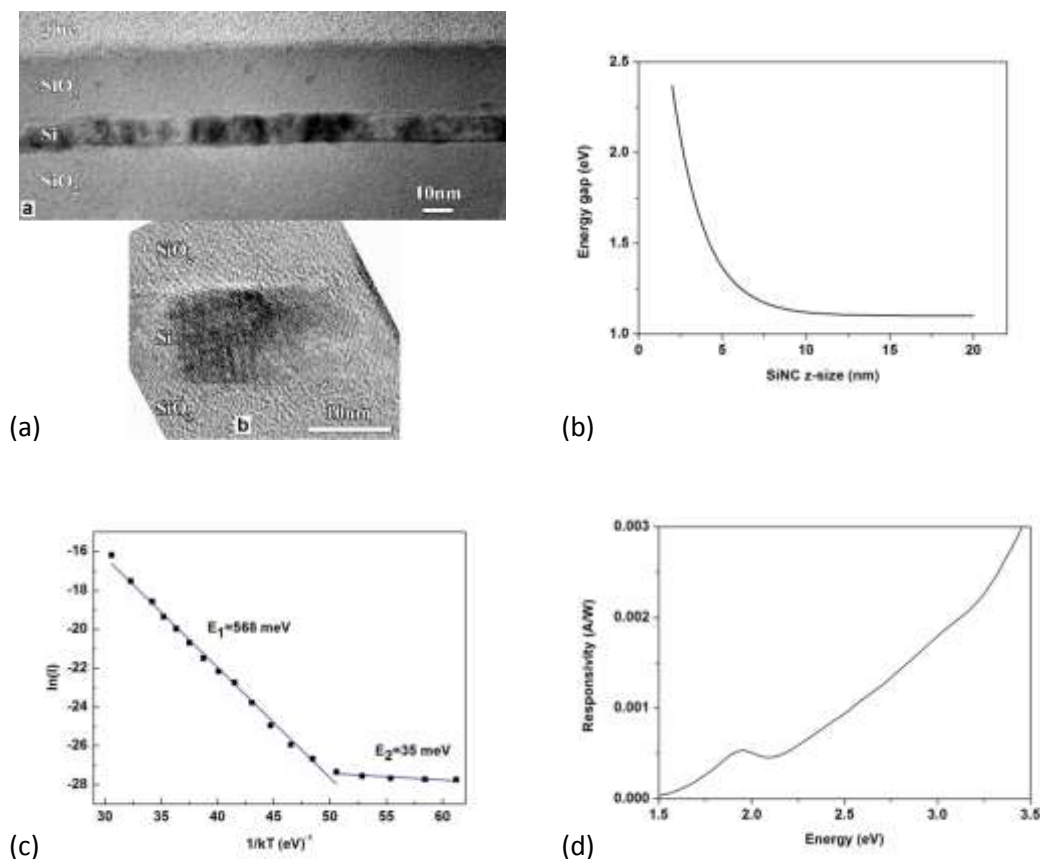 SiO₂
Si
SiO₂
10nm
a
SiO₂
Si
SiO₂
b
10nm
(a)
2.5
2.0
1.5
1.0
Energy gap (eV)
0 5 10 15 20
SiNC z-size (nm)
(b)
-16
-18
-20
-22
-24
-26
-28
ln(I)
E₁=568 meV
E₂=35 meV
30 35 40 45 50 55 60
1/kT (eV)⁻¹
(c)
0.003
0.002
0.001
0.000
Responsivity (A/W)
1.5 2.0 2.5 3.0 3.5
Energy (eV)
(d)